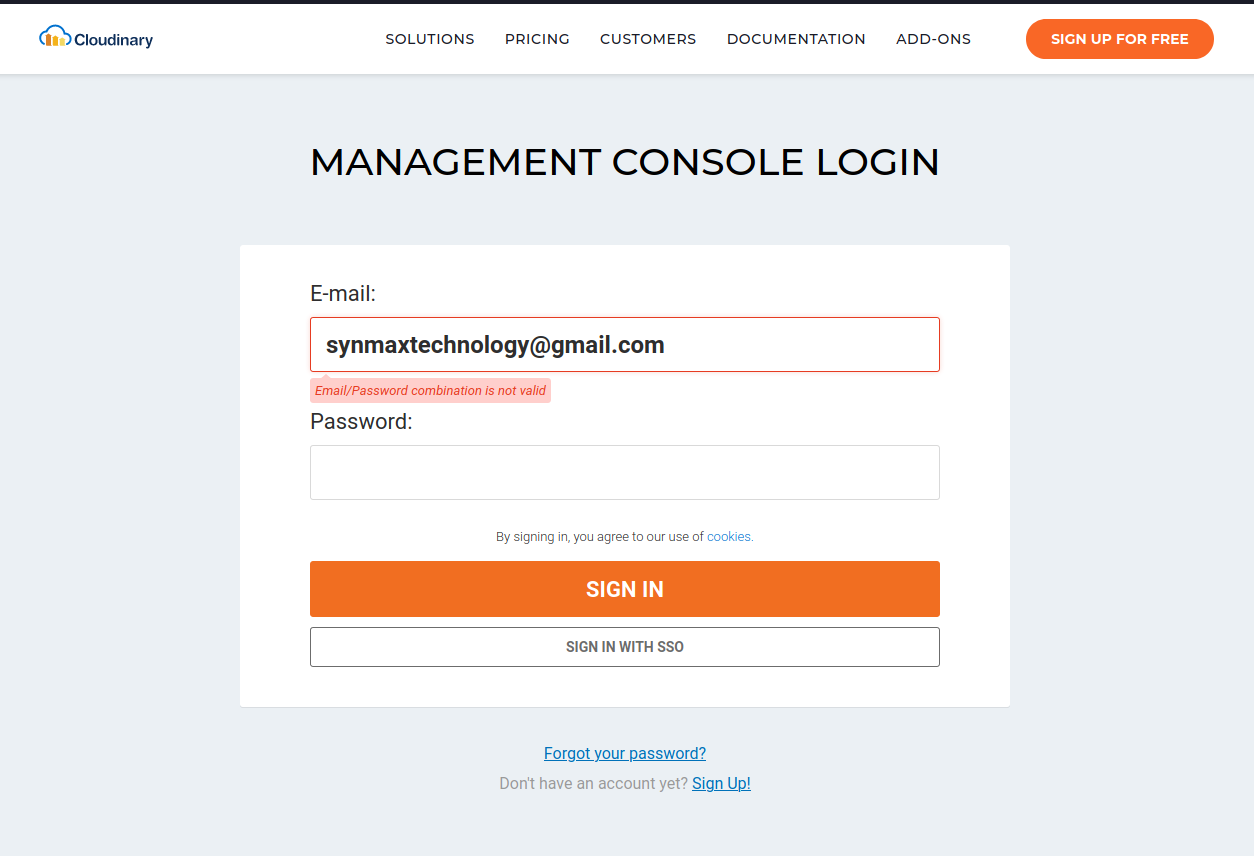 Cloudinary
SOLUTIONS PRICING CUSTOMERS DOCUMENTATION ADD-ONS SIGN UP FOR FREE
MANAGEMENT CONSOLE LOGIN
E-mail:
synmaxtechnology@gmail.com
Email/Password combination is not valid
Password:
By signing in, you agree to our use of cookies.
SIGN IN
SIGN IN WITH SSO
Forgot your password?
Don't have an account yet? Sign Up!